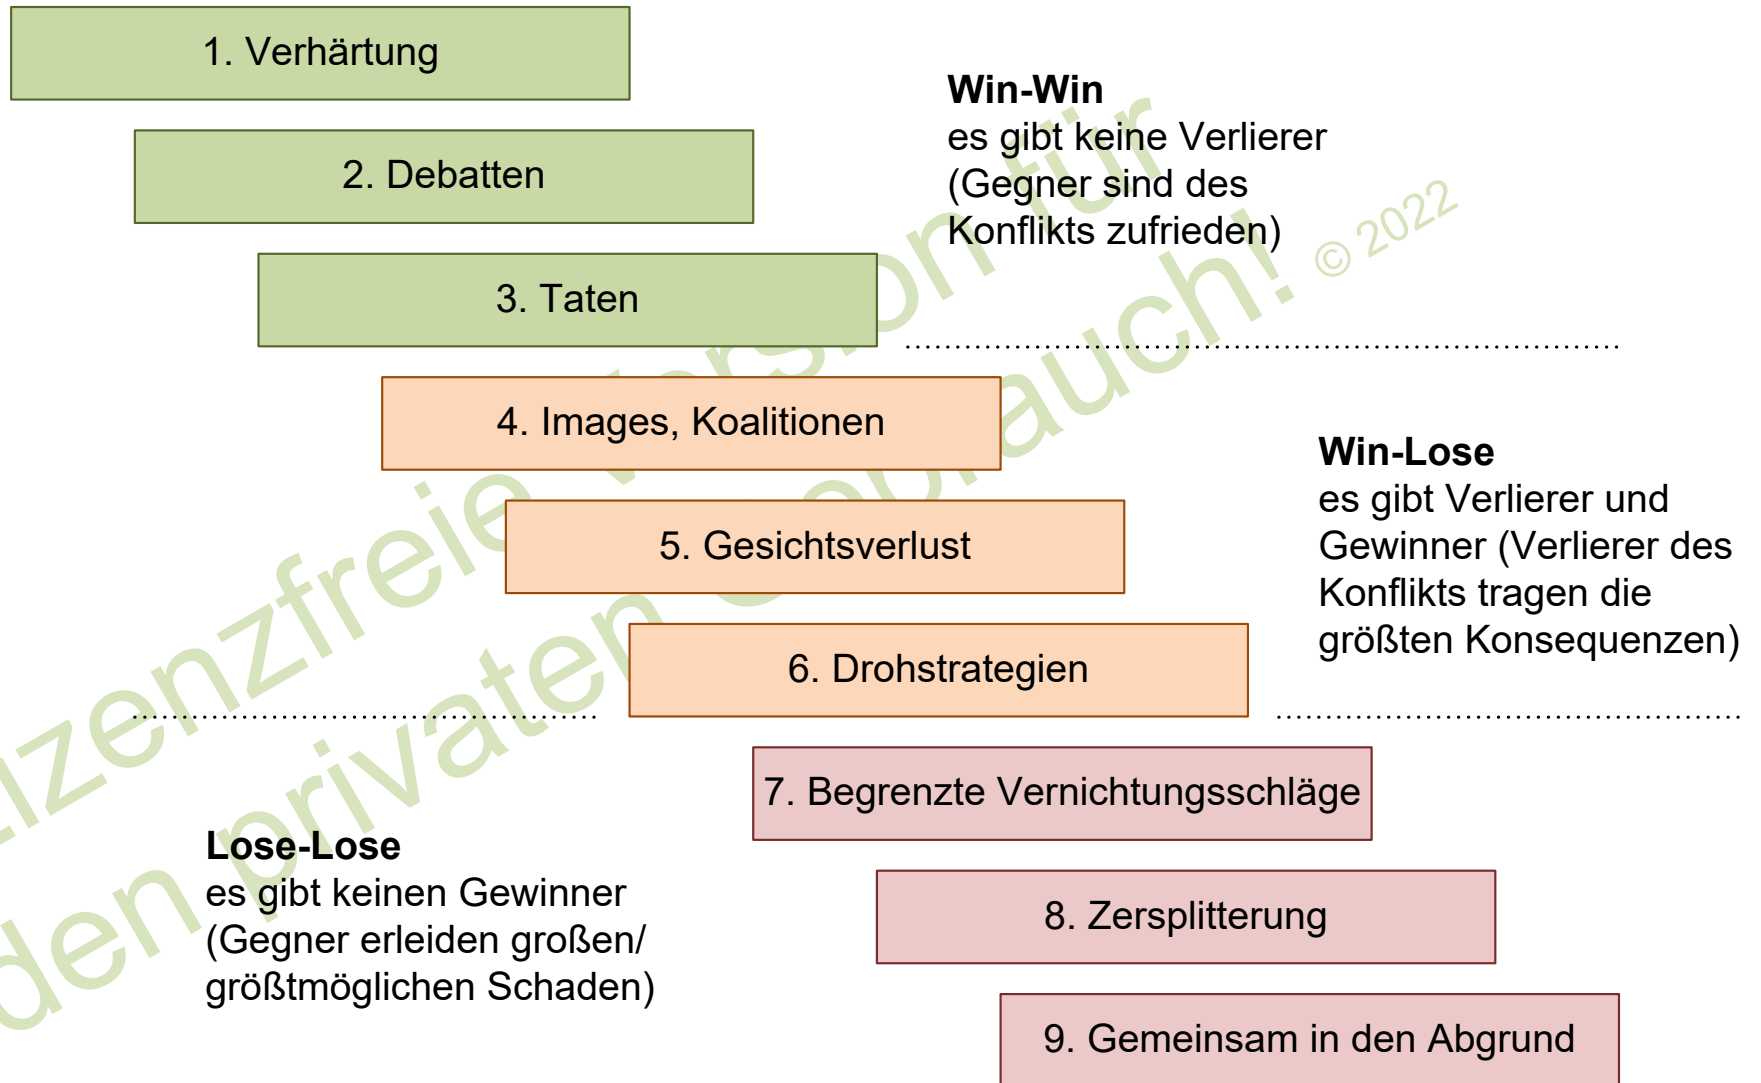 1. Verhärtung
Win-Win
es gibt keine Verlierer
(Gegner sind des
Konflikts zufrieden)
2. Debatten
3. Taten
4. Images, Koalitionen
Win-Lose
es gibt Verlierer und
Gewinner (Verlierer des
Konflikts tragen die
größten Konsequenzen)
5. Gesichtsverlust
6. Drohstrategien
7. Begrenzte Vernichtungsschläge
Lose-Lose
es gibt keinen Gewinner
(Gegner erleiden großen/
größtmöglichen Schaden)
8. Zersplitterung
9. Gemeinsam in den Abgrund
für
den privaten
© 2022